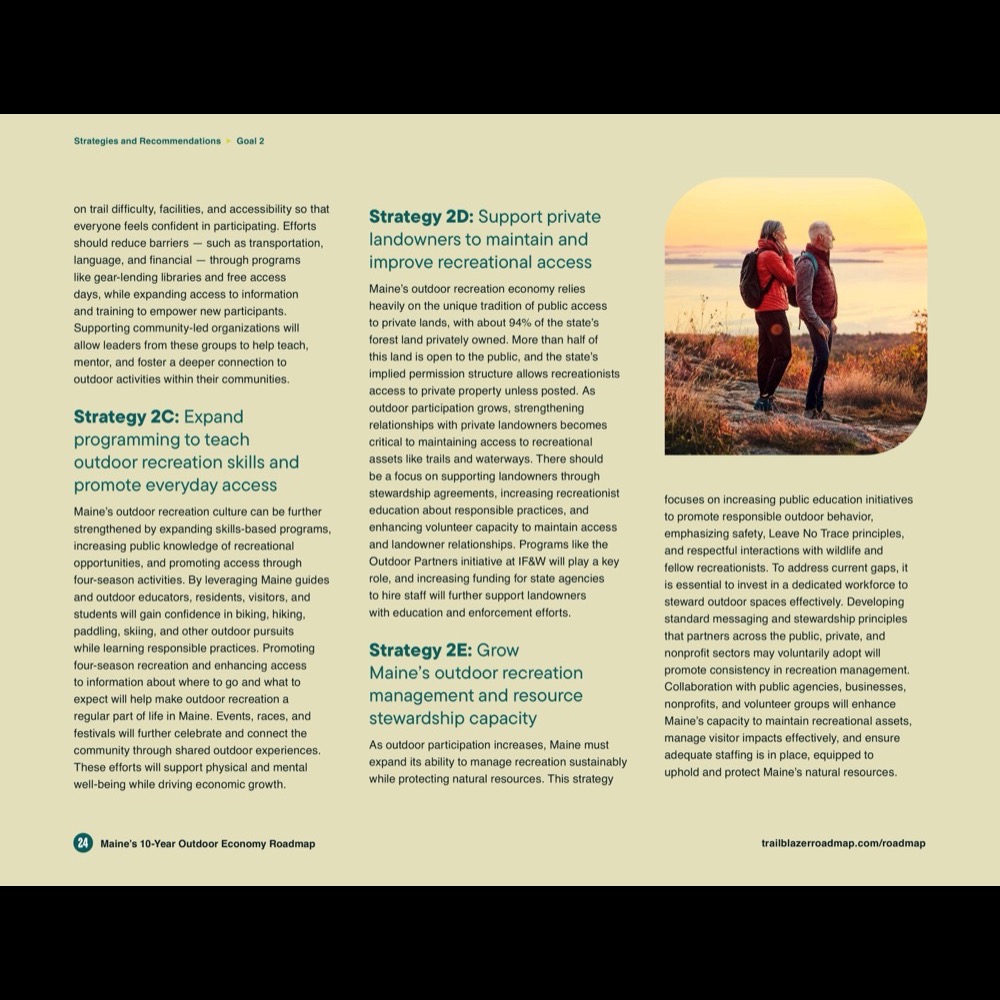 Strategies and Recommendations > Goal 2
on trail difficulty, facilities, and accessibility so that
everyone feels confident in participating. Efforts
should reduce barriers — such as transportation,
language, and financial — through programs
like gear-lending libraries and free access
days, while expanding access to information
and training to empower new participants.
Supporting community-led organizations will
allow leaders from these groups to help teach,
mentor, and foster a deeper connection to
outdoor activities within their communities.
Strategy 2C: Expand
programming to teach
outdoor recreation skills and
promote everyday access
Maine's outdoor recreation culture can be further
strengthened by expanding skills-based programs,
increasing public knowledge of recreational
opportunities, and promoting access through
four-season activities. By leveraging Maine guides
and outdoor educators, residents, visitors, and
students will gain confidence in biking, hiking,
paddling, skiing, and other outdoor pursuits
while learning responsible practices. Promoting
four-season recreation and enhancing access
to information about where to go and what to
expect will help make outdoor recreation a
regular part of life in Maine. Events, races, and
festivals will further celebrate and connect the
community through shared outdoor experiences.
These efforts will support physical and mental
well-being while driving economic growth.
Strategy 2D: Support private
landowners to maintain and
improve recreational access
Maine's outdoor recreation economy relies
heavily on the unique tradition of public access
to private lands, with about 94% of the state's
forest land privately owned. More than half of
this land is open to the public, and the state's
implied permission structure allows recreationists
access to private property unless posted. As
outdoor participation grows, strengthening
relationships with private landowners becomes
critical to maintaining access to recreational
assets like trails and waterways. There should
be a focus on supporting landowners through
stewardship agreements, increasing recreationist
education about responsible practices, and
enhancing volunteer capacity to maintain access
and landowner relationships. Programs like the
Outdoor Partners initiative at IF&W will play a key
role, and increasing funding for state agencies
to hire staff will further support landowners
with education and enforcement efforts.
Strategy 2E: Grow
Maine's outdoor recreation
management and resource
stewardship capacity
As outdoor participation increases, Maine must
expand its ability to manage recreation sustainably
while protecting natural resources. This strategy
focuses on increasing public education initiatives
to promote responsible outdoor behavior,
emphasizing safety, Leave No Trace principles,
and respectful interactions with wildlife and
fellow recreationists. To address current gaps, it
is essential to invest in a dedicated workforce to
steward outdoor spaces effectively. Developing
standard messaging and stewardship principles
that partners across the public, private, and
nonprofit sectors may voluntarily adopt will
promote consistency in recreation management.
Collaboration with public agencies, businesses,
nonprofits, and volunteer groups will enhance
Maine's capacity to maintain recreational assets,
manage visitor impacts effectively, and ensure
adequate staffing is in place, equipped to
uphold and protect Maine's natural resources.
24 Maine's 10-Year Outdoor Economy Roadmap
trailblazerroadmap.com/roadmap